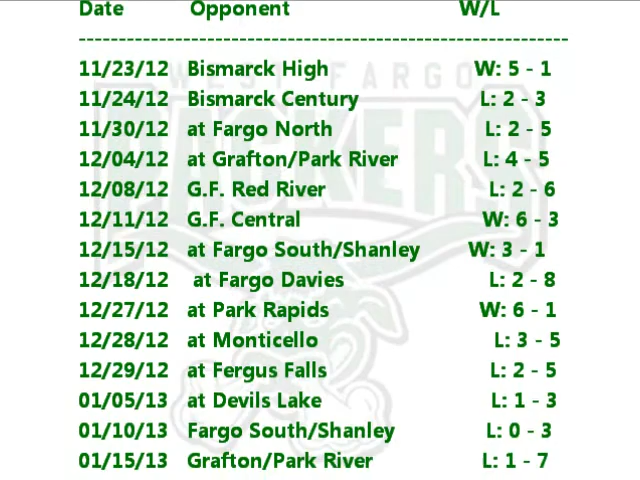 Date Opponent W/L
-------------------------------------------------------------
11/23/12 Bismarck High W: 5 - 1
11/24/12 Bismarck Century L: 2 - 3
11/30/12 at Fargo North L: 2 - 5
12/04/12 at Grafton/Park River L: 4 - 5
12/08/12 G.F. Red River L: 2 - 6
12/11/12 G.F. Central W: 6 - 3
12/15/12 at Fargo South/Shanley W: 3 - 1
12/18/12 at Fargo Davies L: 2 - 8
12/27/12 at Park Rapids W: 6 - 1
12/28/12 at Monticello L: 3 - 5
12/29/12 at Fergus Falls L: 2 - 5
01/05/13 at Devils Lake L: 1 - 3
01/10/13 Fargo South/Shanley L: 0 - 3
01/15/13 Grafton/Park River L: 1 - 7
WEST FARGO
PACKERS